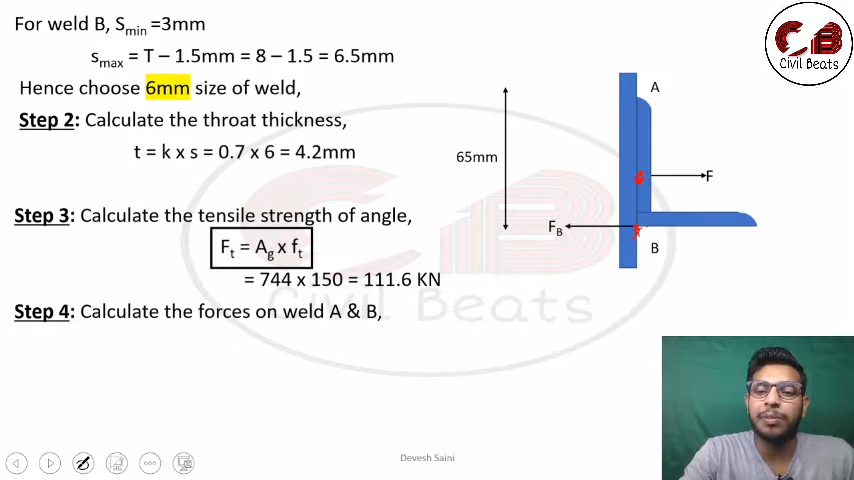 For weld B, Smin =3mm
smax = T – 1.5mm = 8 – 1.5 = 6.5mm
Hence choose 6mm size of weld,
Step 2: Calculate the throat thickness,
t = k x s = 0.7 x 6 = 4.2mm
Step 3: Calculate the tensile strength of angle,
Ft = Ag x ft
= 744 x 150 = 111.6 KN
Step 4: Calculate the forces on weld A & B,
A
65mm
F
FB
B
Civil Beats
Civil Beats
Devesh Saini